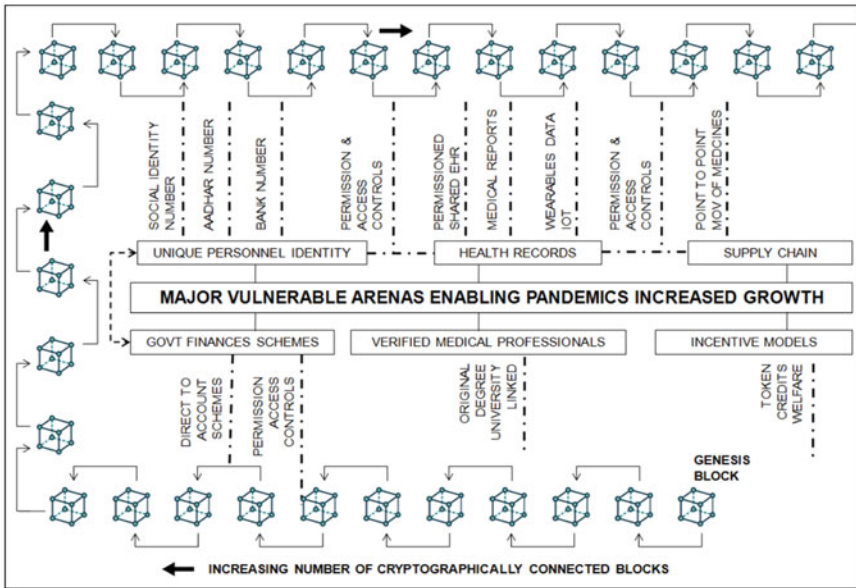 SOCIAL IDENTITY
NUMBER
AADHAR NUMBER
BANK NUMBER
PERMISSION &
ACCESS
CONTROLS
PERMISSIONED
SHARED EHR
MEDICAL REPORTS
WEARABLES DATA
IOT
PERMISSION &
ACCESS
CONTROLS
POINT TO POINT
MOV OF MEDCINES
UNIQUE PERSONNEL IDENTITY
HEALTH RECORDS
SUPPLY CHAIN
MAJOR VULNERABLE ARENAS ENABLING PANDEMICS INCREASED GROWTH
GOVT FINANCES SCHEMES
VERIFIED MEDICAL PROFESSIONALS
INCENTIVE MODELS
DIRECT TO
ACCOUNT
SCHEMES
PERMISSION
ACCESS
CONTROLS
ORIGINAL
DEGREE
UNIVERSITY
LINKED
TOKEN
CREDITS
WELFARE
GENESIS
BLOCK
INCREASING NUMBER OF CRYPTOGRAPHICALLY CONNECTED BLOCKS